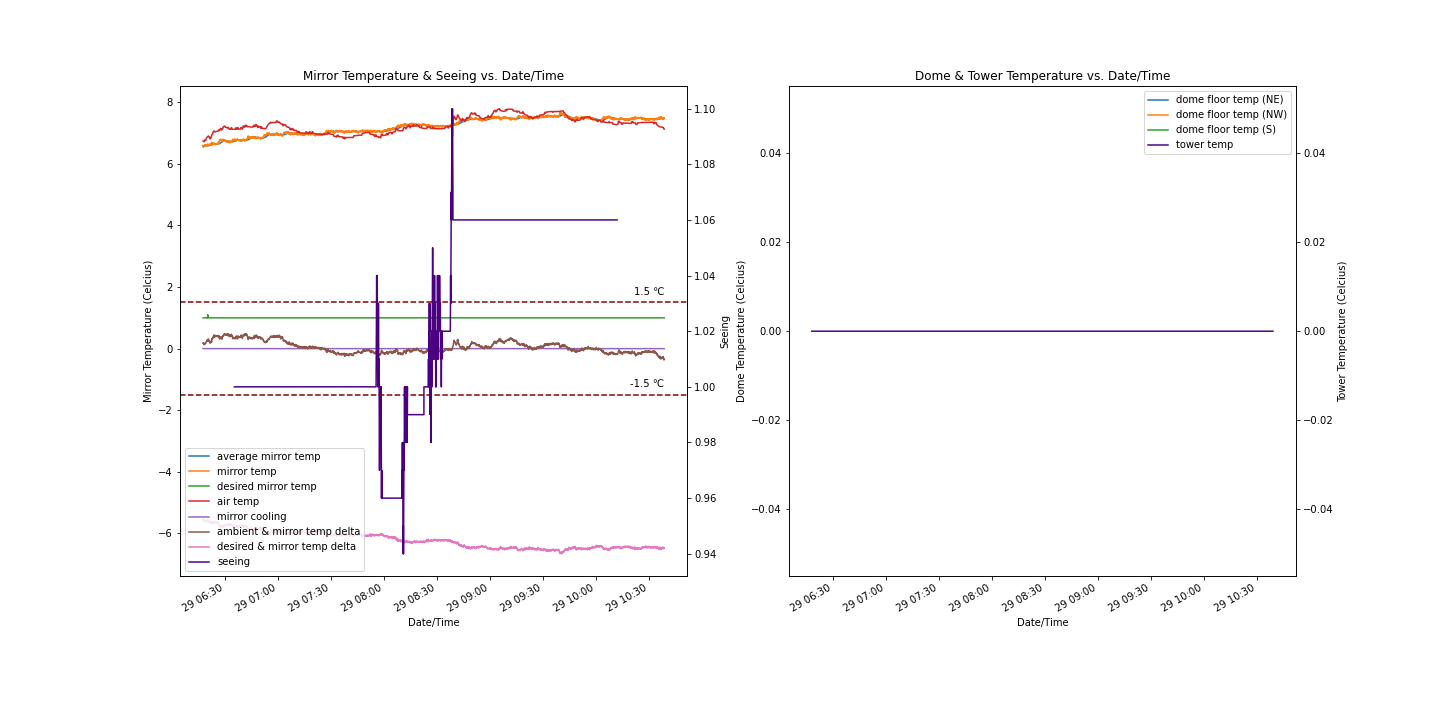 Mirror Temperature & Seeing vs. Date/Time
8
6
4
2
0
−2
−4
−6
Mirror Temperature (Celcius)
1.5 °C
-1.5 °C
average mirror temp
mirror temp
desired mirror temp
air temp
mirror cooling
ambient & mirror temp delta
desired & mirror temp delta
seeing
1.10
1.08
1.06
1.04
1.02
1.00
0.98
0.96
0.94
Seeing
29 06:30
29 07:00
29 07:30
29 08:00
29 08:30
29 09:00
29 09:30
29 10:00
29 10:30
Date/Time
Dome & Tower Temperature vs. Date/Time
0.04
0.02
0.00
−0.02
−0.04
Dome Temperature (Celcius)
dome floor temp (NE)
dome floor temp (NW)
dome floor temp (S)
tower temp
0.04
0.02
0.00
−0.02
−0.04
Tower Temperature (Celcius)
29 06:30
29 07:00
29 07:30
29 08:00
29 08:30
29 09:00
29 09:30
29 10:00
29 10:30
Date/Time